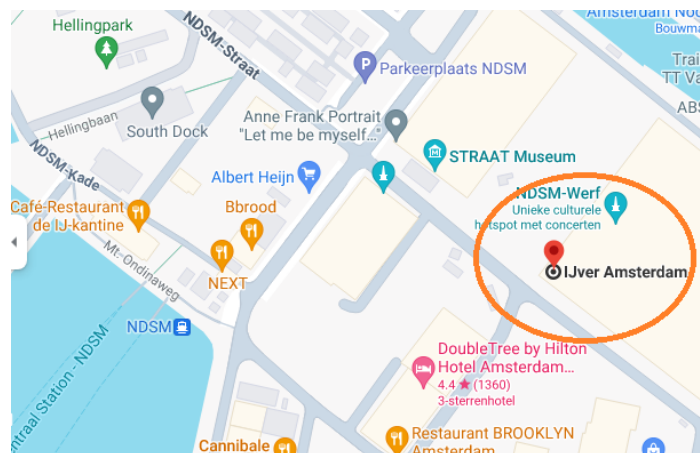 Hellingpark
NDSM-Straat
Amsterdam Noo
Bouwma
Parkeerplaats NDSM
Trai
TT Va
ABS
Hellingbaan
South Dock
Anne Frank Portrait
"Let me be myself..."
STRAAT Museum
NDSM-Kade
Albert Heijn
NDSM-Werf
Unieke culturele
hotspot met concerten
Café-Restaurant
de IJ-kantine
Bbrood
IJver Amsterdam
Mt. Ondinaweg
NEXT
NDSM
DoubleTree by Hilton
Hotel Amsterdam...
4.4 ★ (1360)
3-sterrenhotel
ntraal Station - NDSM
Cannibale
Restaurant BROOKLYN
Amsterdam